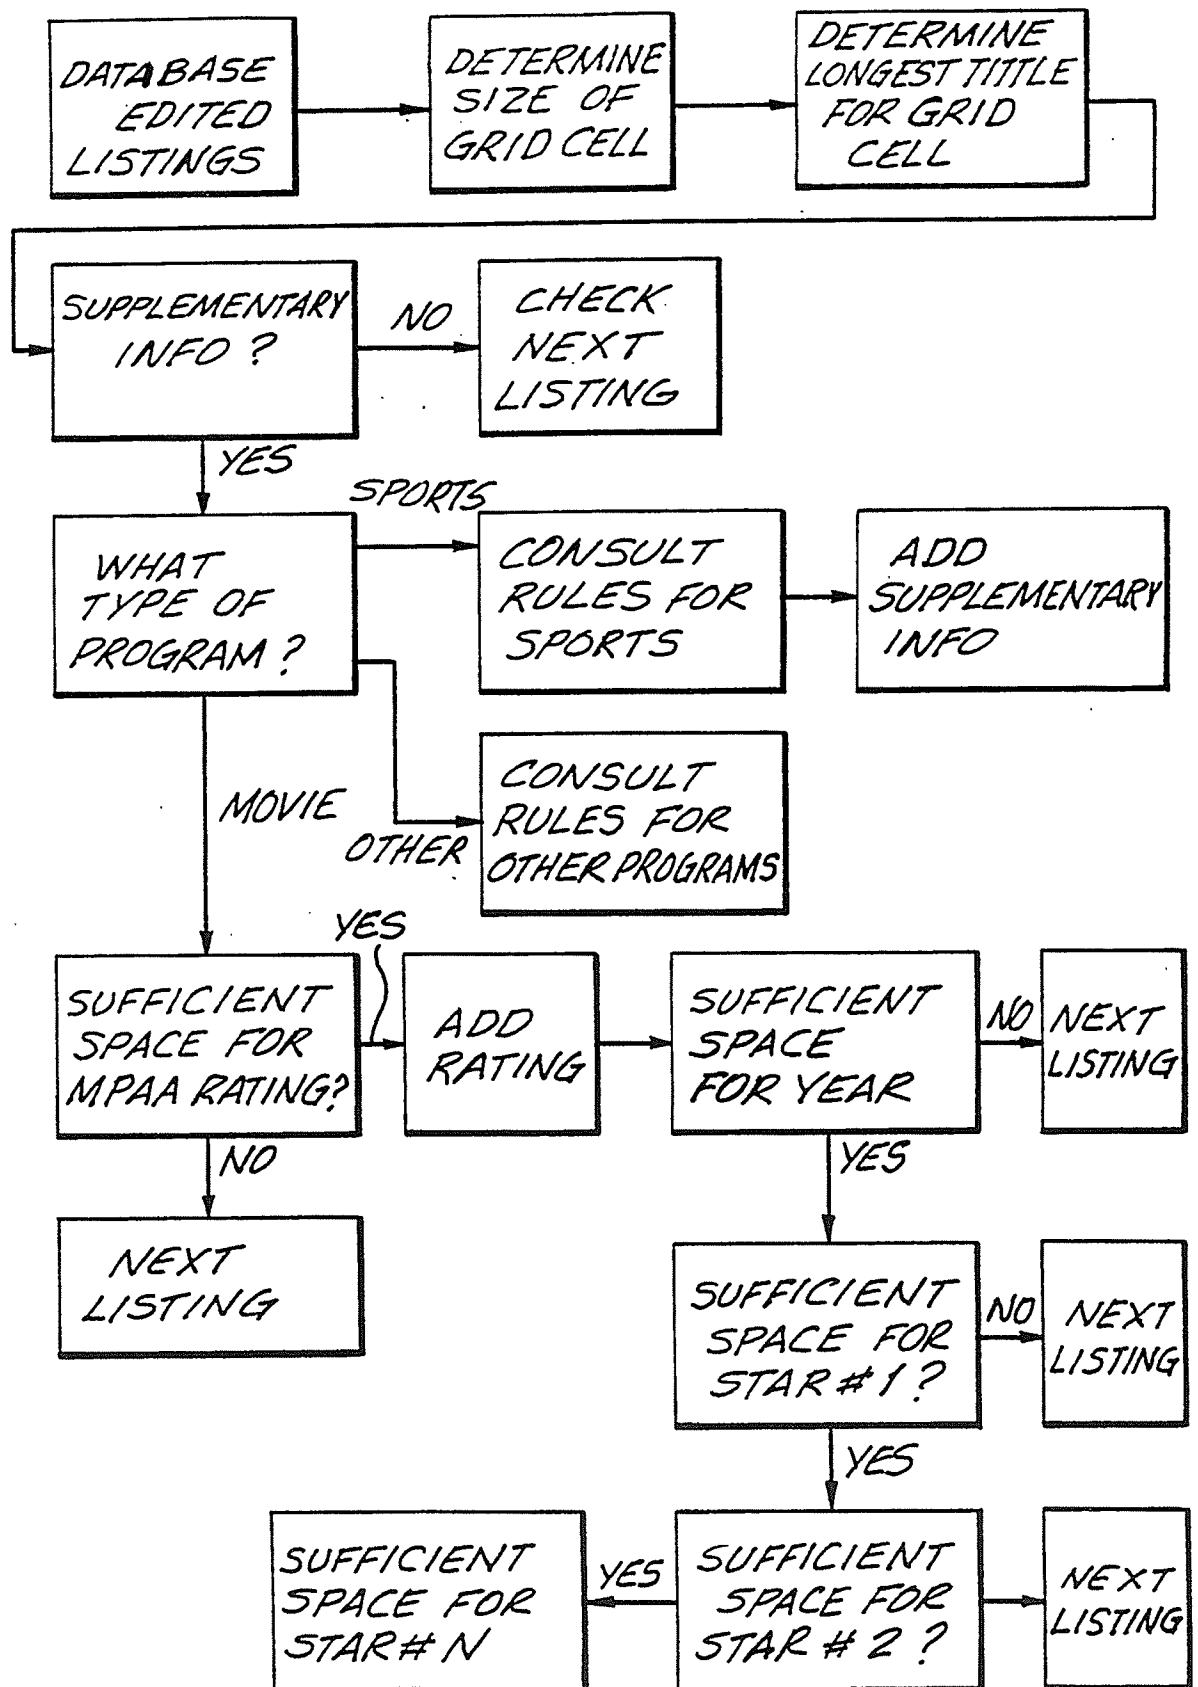 DATABASE
EDITED
LISTINGS
DETERMINE
SIZE OF
GRID CELL
DETERMINE
LONGEST TITTLE
FOR GRID
CELL
SUPPLEMENTARY
INFO?
NO
CHECK
NEXT
LISTING
YES
WHAT
TYPE OF
PROGRAM?
SPORTS
CONSULT
RULES FOR
SPORTS
ADD
SUPPLEMENTARY
INFO
OTHER
CONSULT
RULES FOR
OTHER PROGRAMS
MOVIE
SUFFICIENT
SPACE FOR
MPAA RATING?
YES
ADD
RATING
SUFFICIENT
SPACE
FOR YEAR
NO
NEXT
LISTING
NO
NEXT
LISTING
YES
SUFFICIENT
SPACE FOR
STAR #1?
NO
NEXT
LISTING
YES
SUFFICIENT
SPACE FOR
STAR #2?
NEXT
LISTING
YES
SUFFICIENT
SPACE FOR
STAR # N